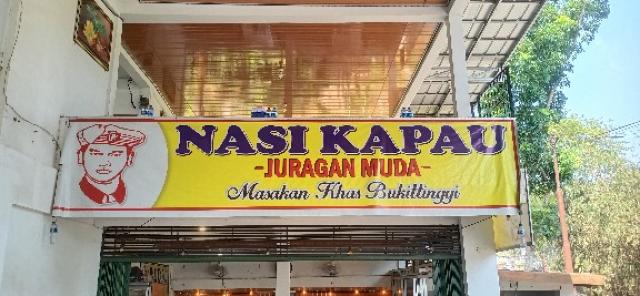 NASI KAPAU
-JURAGAN MUDA-
Masakan Khas Bukittinggi